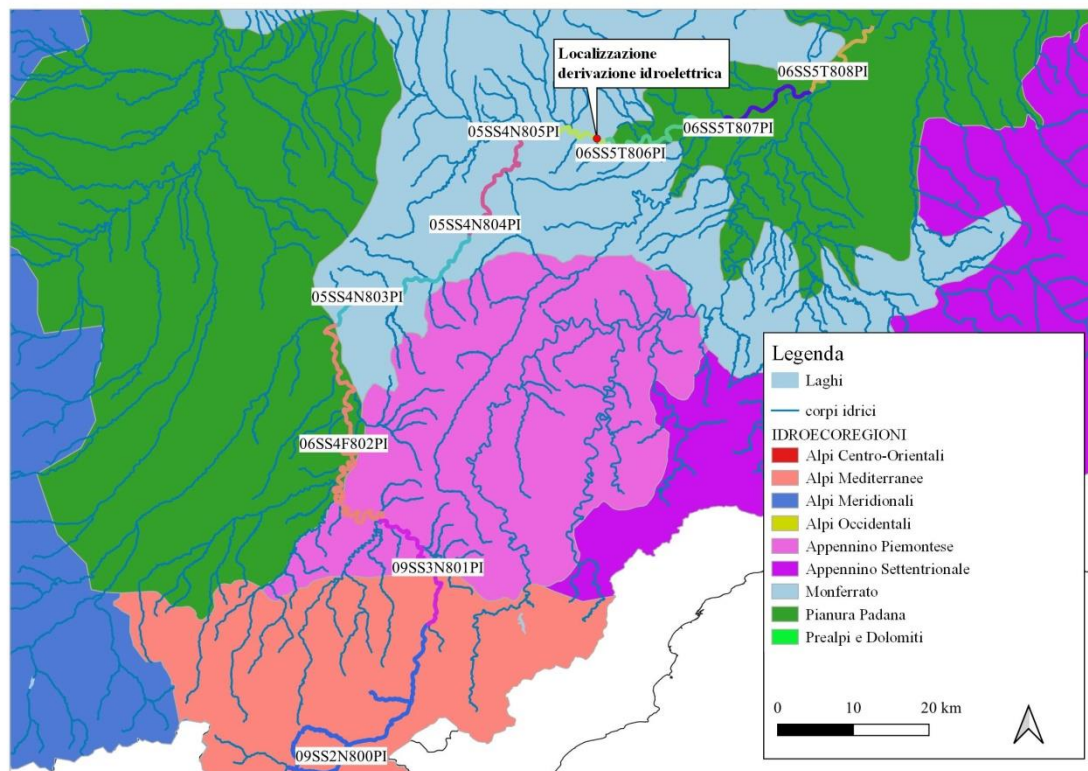 Localizzazione
derivazione idroelettrica
06SS5T808PI
05SS4N805PI
06SS5T807PI
06SS5T806PI
05SS4N804PI
05SS4N803PI
06SS4F802PI
09SS3N801PI
09SS2N800PI
Legenda
Laghi
corpi idrici
IDROECOREGIONI
Alpi Centro-Orientali
Alpi Mediterranee
Alpi Meridionali
Alpi Occidentali
Appennino Piemontese
Appennino Settentrionale
Monferrato
Pianura Padana
Prealpi e Dolomiti
0 10 20 km